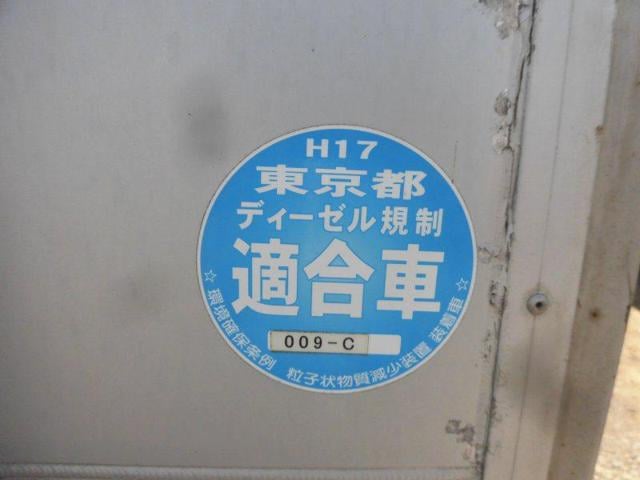 H17
東京都
ディーゼル規制
適合車
009-C
☆環境確保条例 粒子状物質減少装置 装着車☆